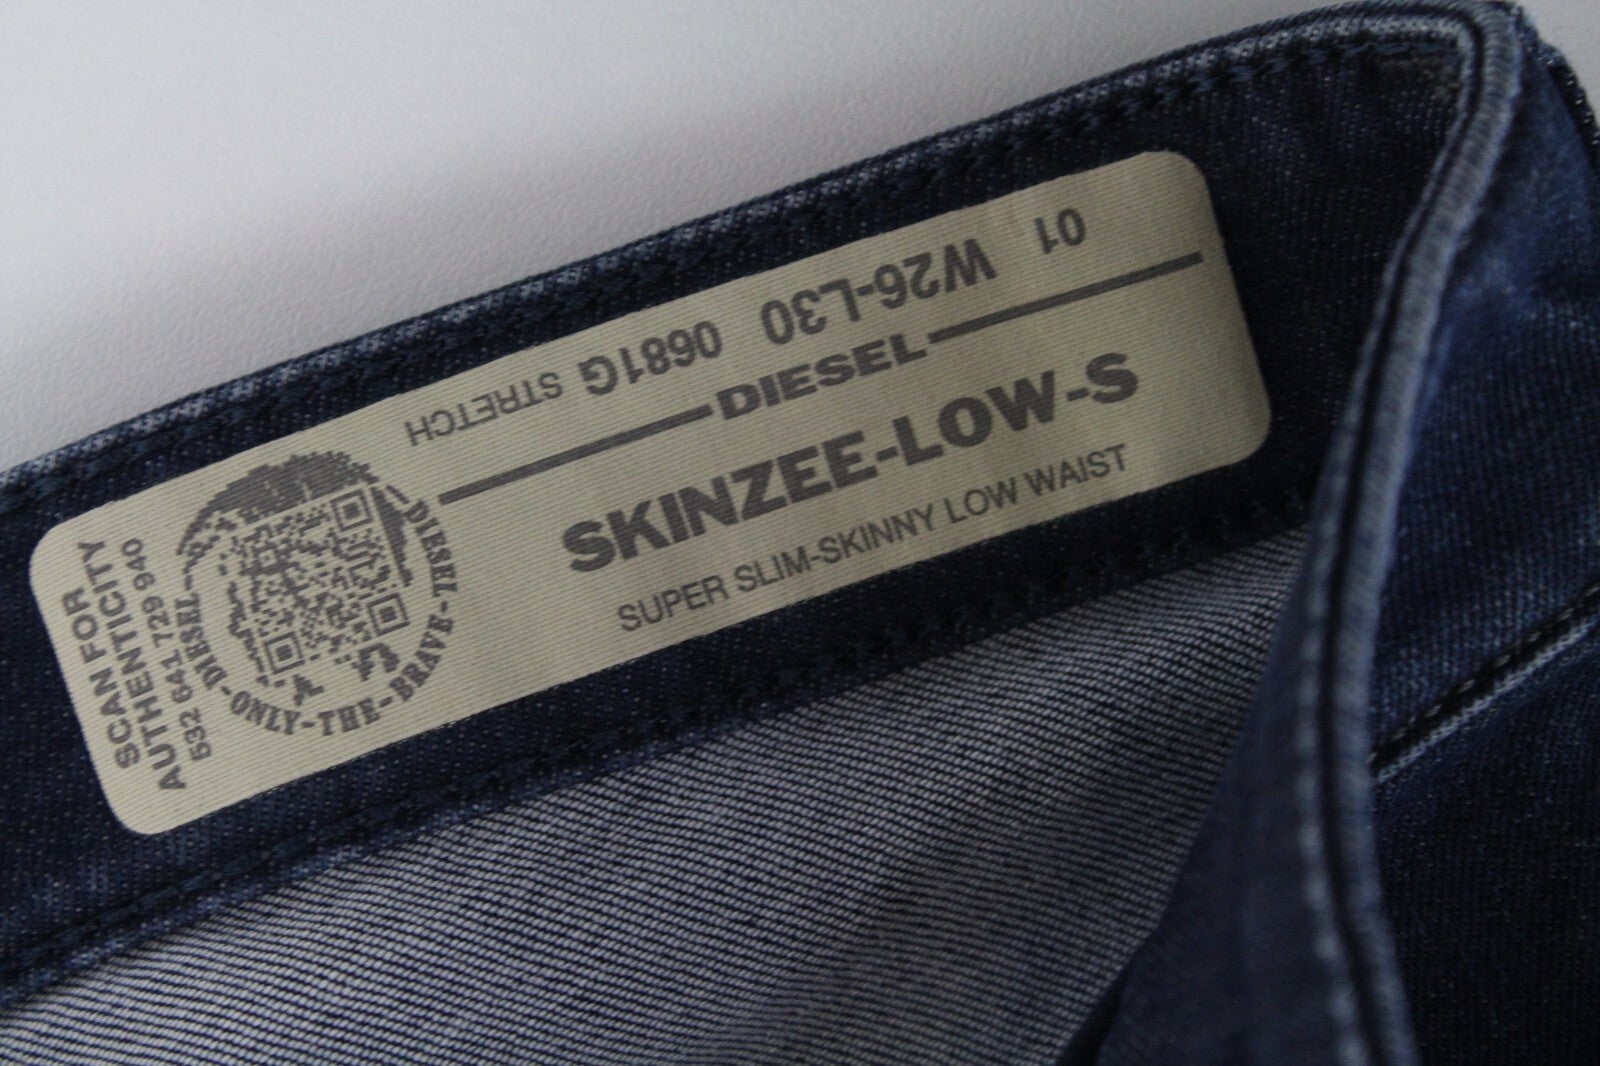 SCAN FOR
AUTHENTICITY
532 641 729 940
DIESEL-ONLY-THE-BRAVE-THE-DIESEL
DIESEL
SKINZEE-LOW-S
SUPER SLIM-SKINNY LOW WAIST
01 W26-L30 0681G STRETCH